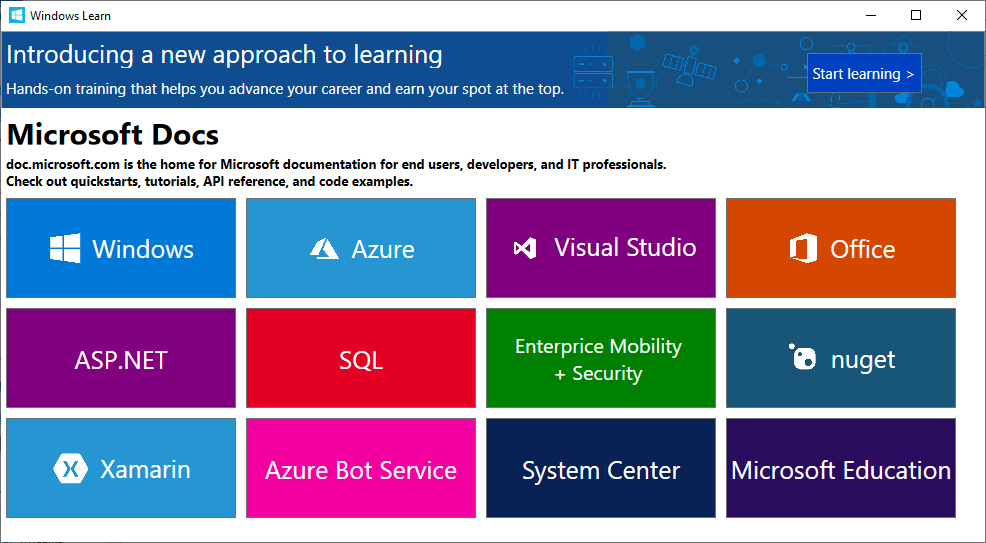 Windows Learn
Introducing a new approach to learning
Start learning >
Hands-on training that helps you advance your career and earn your spot at the top.
Microsoft Docs
doc.microsoft.com is the home for Microsoft documentation for end users, developers, and IT professionals.
Check out quickstarts, tutorials, API reference, and code examples.
Windows
Azure
Visual Studio
Office
ASP.NET
SQL
Enterprice Mobility
+ Security
nuget
Xamarin
Azure Bot Service
System Center
Microsoft Education